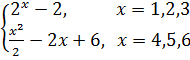 {2^x − 2, x = 1,2,3
x^2/2 − 2x + 6, x = 4,5,6